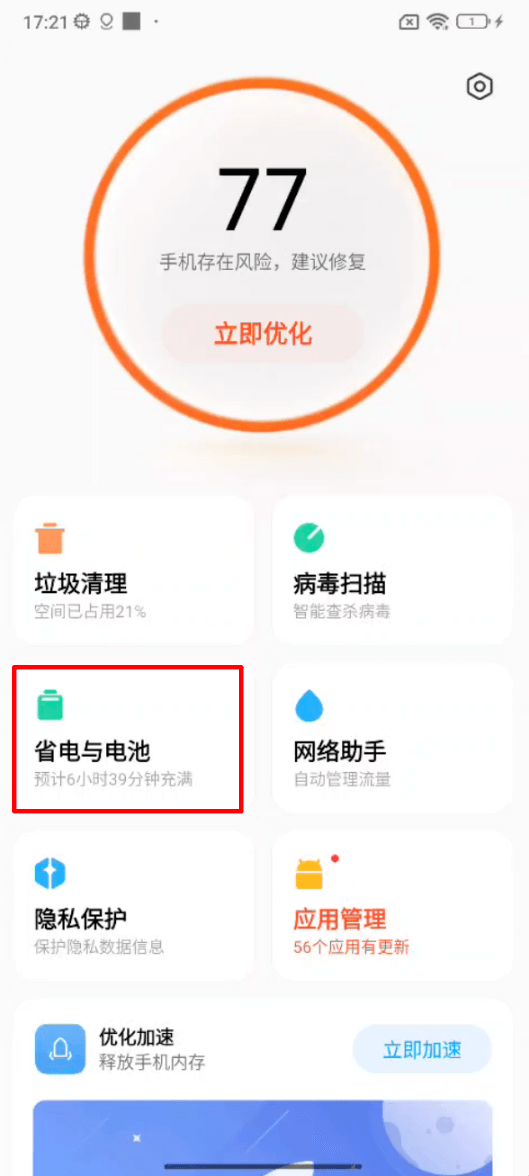 17:21
1
77
手机存在风险，建议修复
立即优化
垃圾清理
空间已占用21%
病毒扫描
智能查杀病毒
省电与电池
预计6小时39分钟充满
网络助手
自动管理流量
隐私保护
保护隐私数据信息
应用管理
56个应用有更新
优化加速
释放手机内存
立即加速